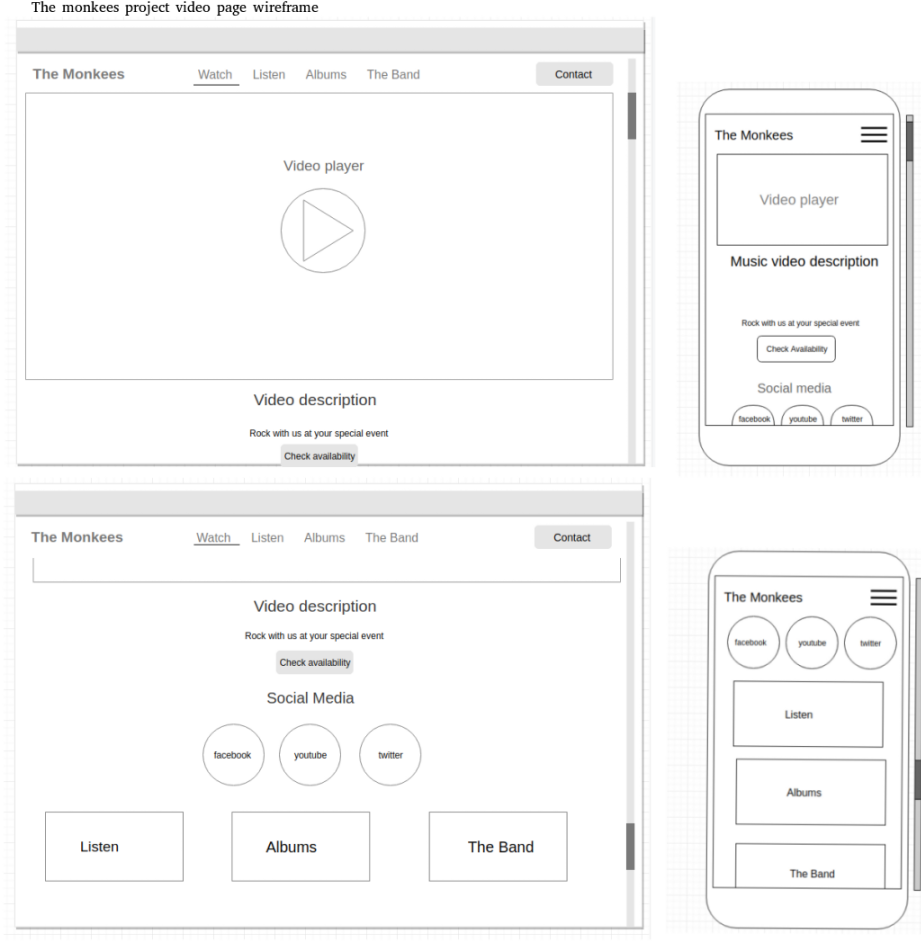 The monkees project video page wireframe
The Monkees Watch Listen Albums The Band Contact
Video player
Video description
Rock with us at your special event
Check availability
The Monkees
Video player
Music video description
Rock with us at your special event
Check Availability
Social media
facebook youtube twitter
The Monkees Watch Listen Albums The Band Contact
Video description
Rock with us at your special event
Check availability
Social Media
facebook youtube twitter
Listen Albums The Band
The Monkees
facebook youtube twitter
Listen
Albums
The Band